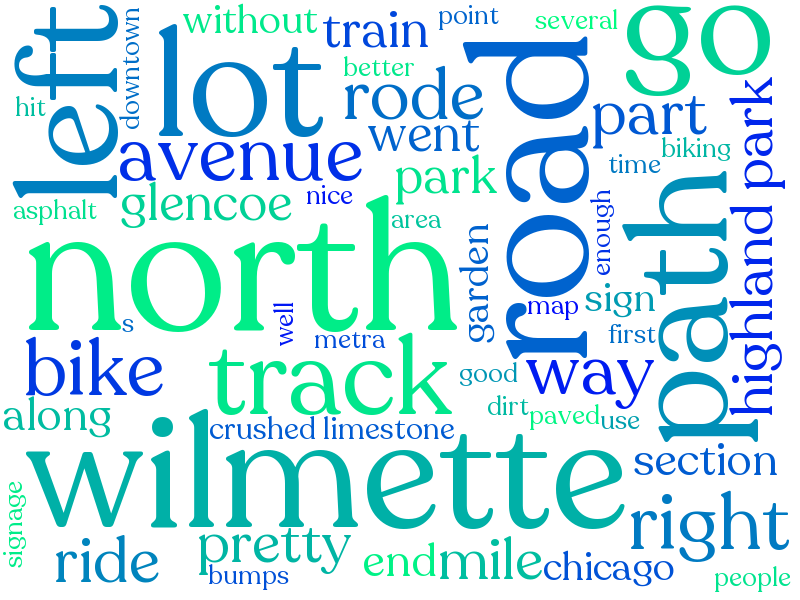 left
downtown
without
train
point
several
go
hit
lot
better
rode
road
part
avenue
went
biking
time
highland park
asphalt
glencoe
nice
park
area
path
north
garden
enough
s
well
metra
map
sign
first
bike
track
good
way
along
crushed limestone
dirt
paved
use
wilmette
section
signage
ride
pretty
bumps
end
mile
chicago
right
people